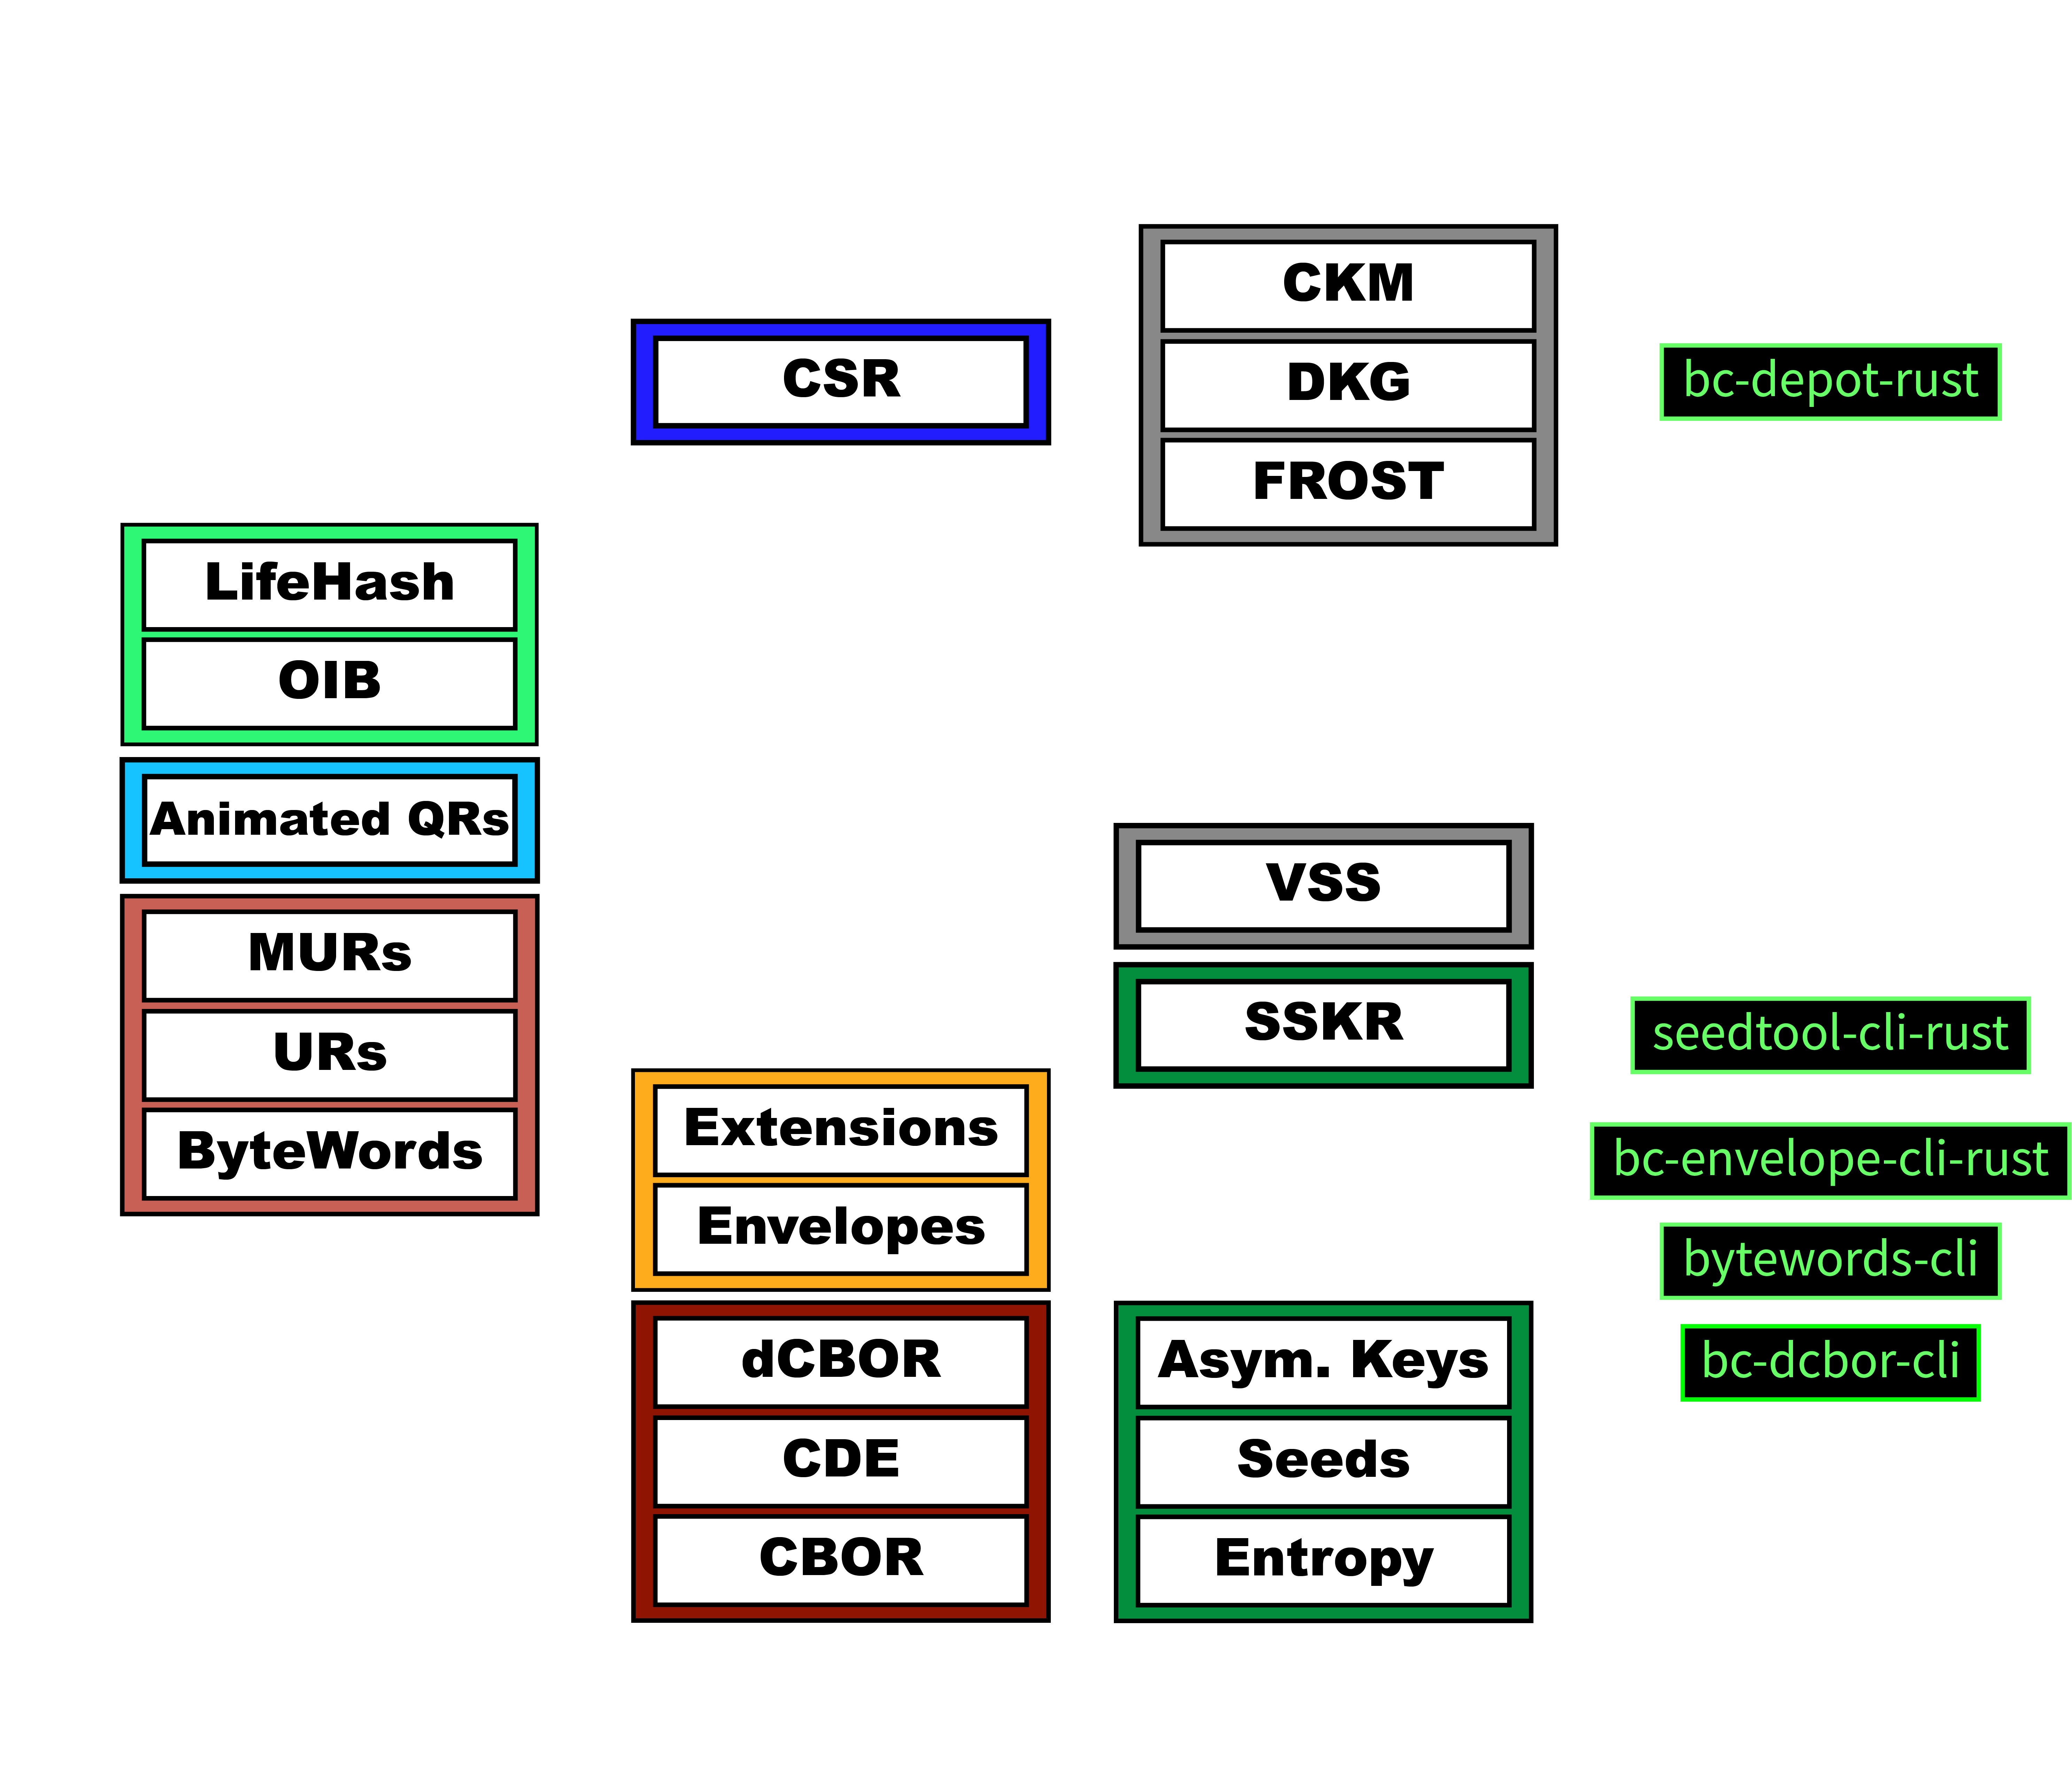 CKM
DKG
FROST
CSR
bc-depot-rust
LifeHash
OIB
Animated QRs
MURs
URs
ByteWords
VSS
SSKR
Extensions
Envelopes
dCBOR
CDE
CBOR
Asym. Keys
Seeds
Entropy
seedtool-cli-rust
bc-envelope-cli-rust
bytewords-cli
bc-dcbor-cli